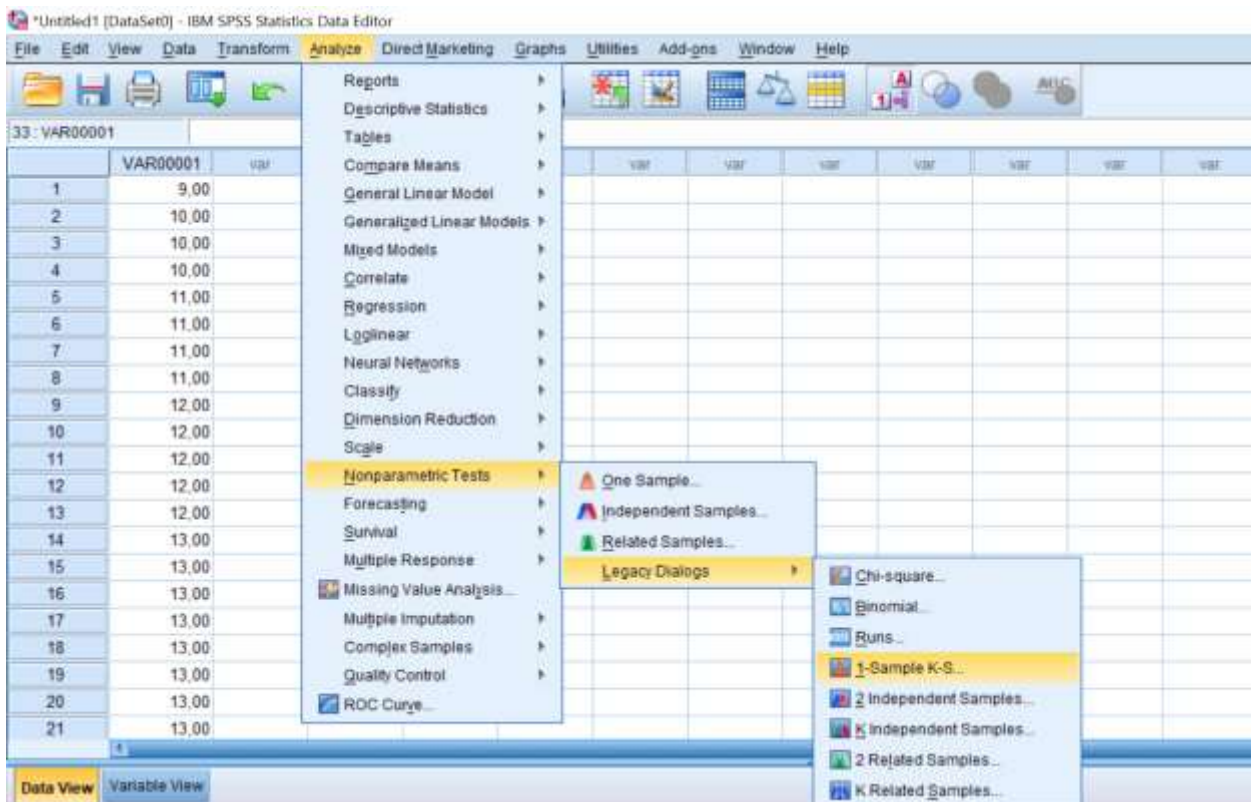 *Untitled1 [DataSet0] - IBM SPSS Statistics Data Editor
File Edit View Data Transform Analyze Direct Marketing Graphs Utilities Add-ons Window Help
33 : VAR00001
VAR00001 var var var var var var var var
1 9,00
2 10,00
3 10,00
4 10,00
5 11,00
6 11,00
7 11,00
8 11,00
9 12,00
10 12,00
11 12,00
12 12,00
13 12,00
14 13,00
15 13,00
16 13,00
17 13,00
18 13,00
19 13,00
20 13,00
21 13,00
Reports
Descriptive Statistics
Tables
Compare Means
General Linear Model
Generalized Linear Models
Mixed Models
Correlate
Regression
Loglinear
Neural Networks
Classify
Dimension Reduction
Scale
Nonparametric Tests
Forecasting
Survival
Multiple Response
Missing Value Analysis...
Multiple Imputation
Complex Samples
Quality Control
ROC Curve...
One Sample...
Independent Samples...
Related Samples...
Legacy Dialogs
Chi-square...
Binomial...
Runs...
1-Sample K-S...
2 Independent Samples...
K Independent Samples...
2 Related Samples...
K Related Samples...
Data View Variable View